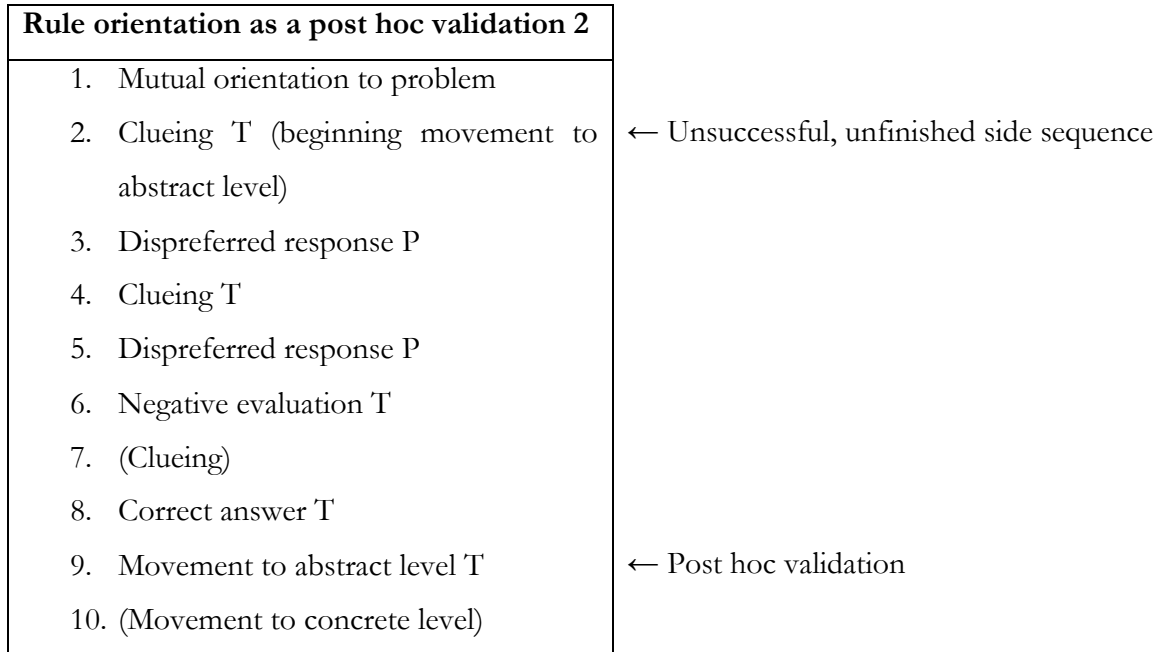 Rule orientation as a post hoc validation 2
1. Mutual orientation to problem
2. Clueing T (beginning movement to ← Unsuccessful, unfinished side sequence
abstract level)
3. Dispreferred response P
4. Clueing T
5. Dispreferred response P
6. Negative evaluation T
7. (Clueing)
8. Correct answer T
9. Movement to abstract level T ← Post hoc validation
10. (Movement to concrete level)